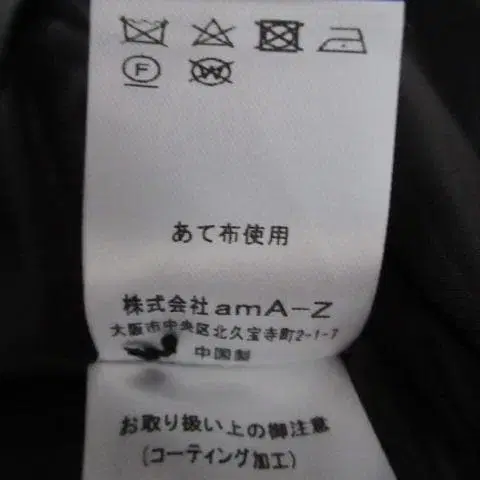 F
W
あて布使用
株式会社amA-Z
大阪市中央区北久宝寺町2-1-7
中国製
お取り扱い上の御注意
(コーティング加工)